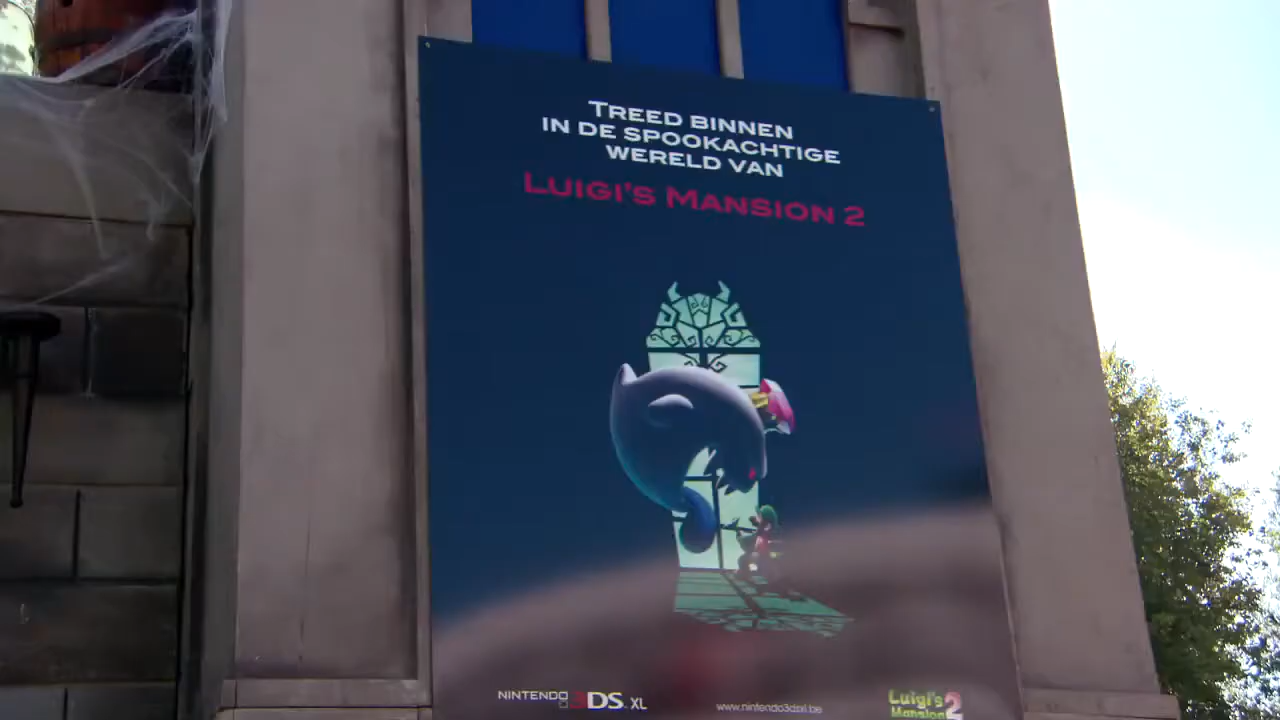 TREED BINNEN
IN DE SPOOKACHTIGE
WERELD VAN
LUIGI'S MANSION 2
NINTENDO 3DS XL
www.nintendo3dsxl.be
Luigi's
Mansion 2